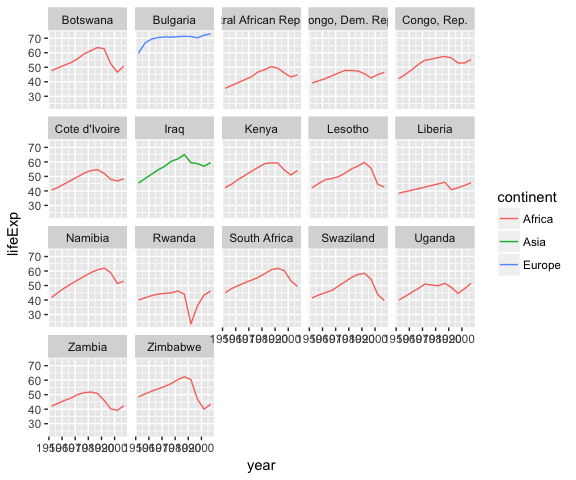 Botswana Bulgaria ral African Rep ongo, Dem. Rep Congo, Rep.
70
60
50
40
30
Cote d'Ivoire Iraq Kenya Lesotho Liberia
70
60
50
40
30
lifeExp
continent
Africa
Asia
Europe
Namibia Rwanda South Africa Swaziland Uganda
70
60
50
40
30
Zambia Zimbabwe
70
60
50
40
30
year